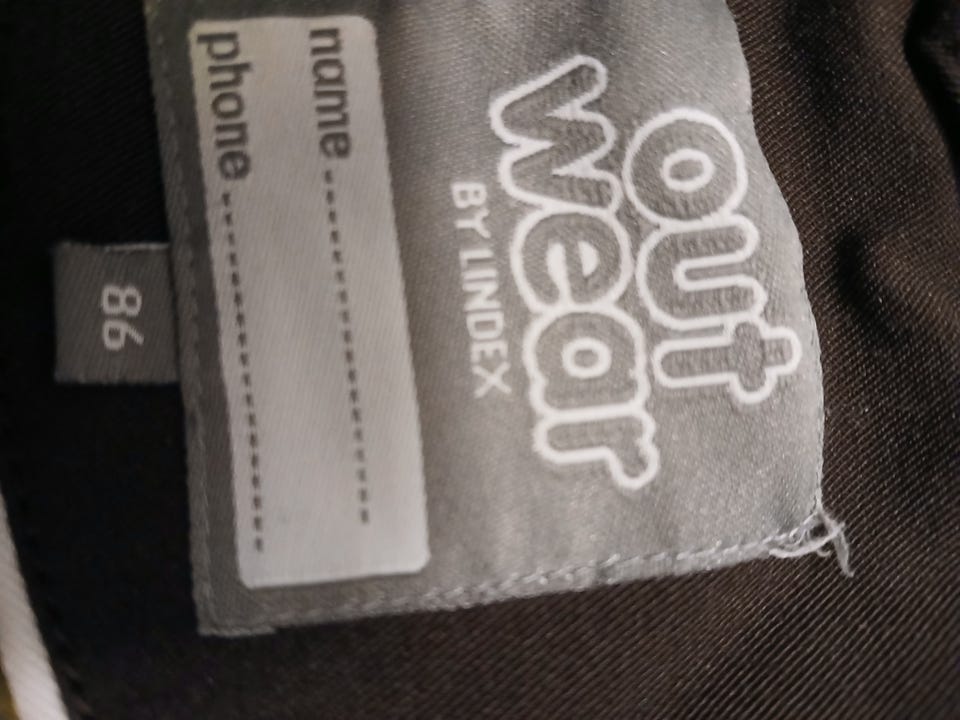 out
wear
BY LINDEX
name
phone
86